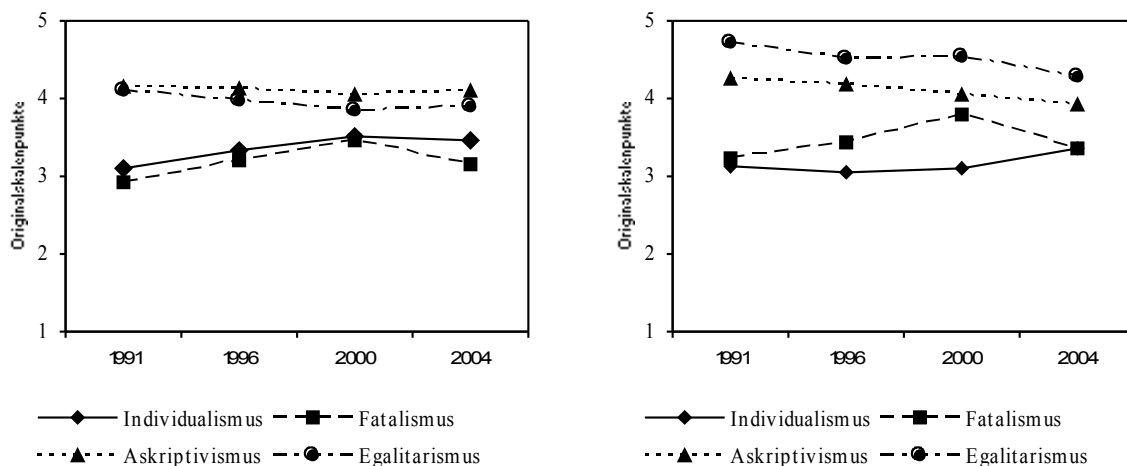 5
4
3
2
1
Originalskalenpunkte
1991 1996 2000 2004
Individualismus Fatalismus
Askriptivismus Egalitarismus
5
4
3
2
1
Originalskalenpunkte
1991 1996 2000 2004
Individualismus Fatalismus
Askriptivismus Egalitarismus